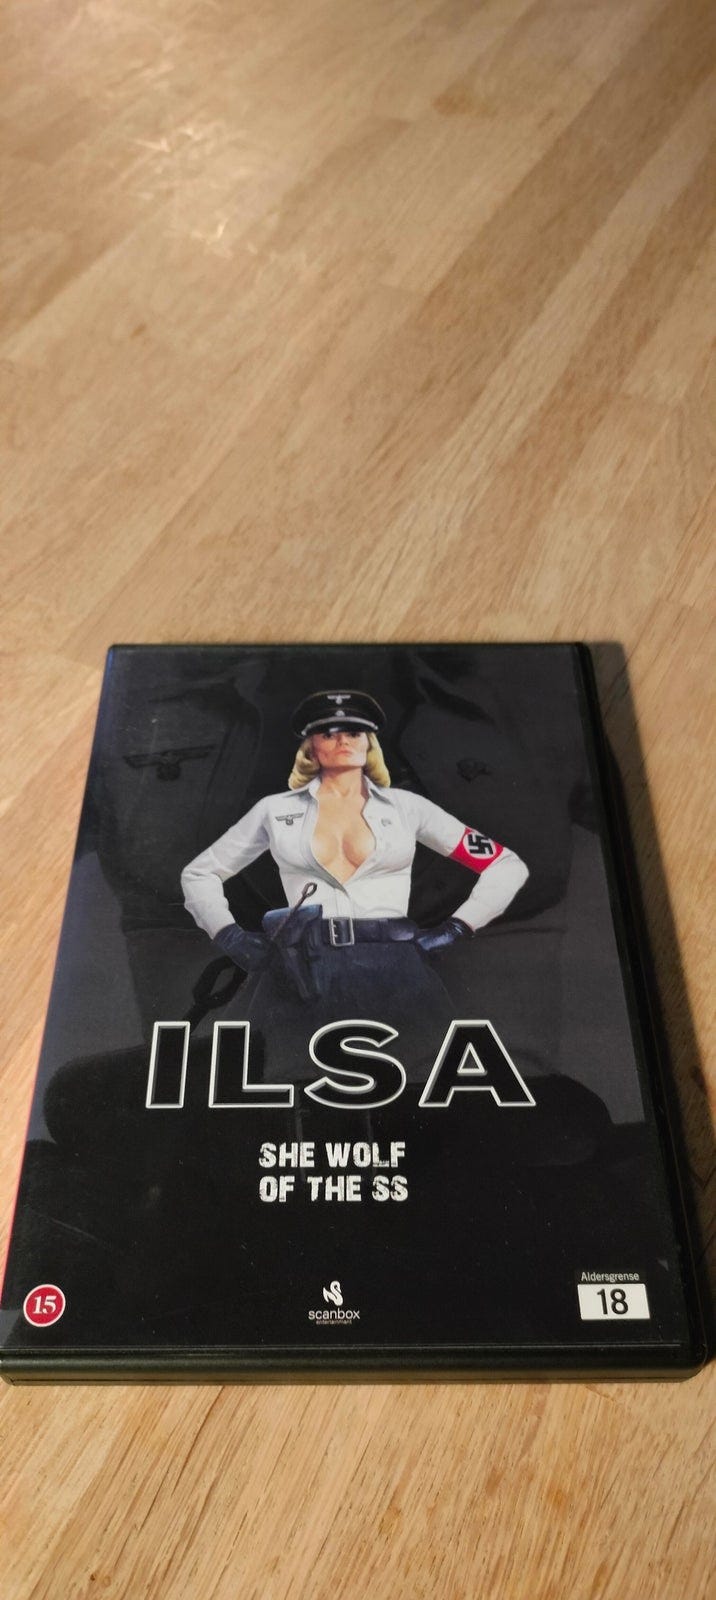 ILSA
SHE WOLF
OF THE SS
15
scanbox
entertainment
Aldersgrense
18